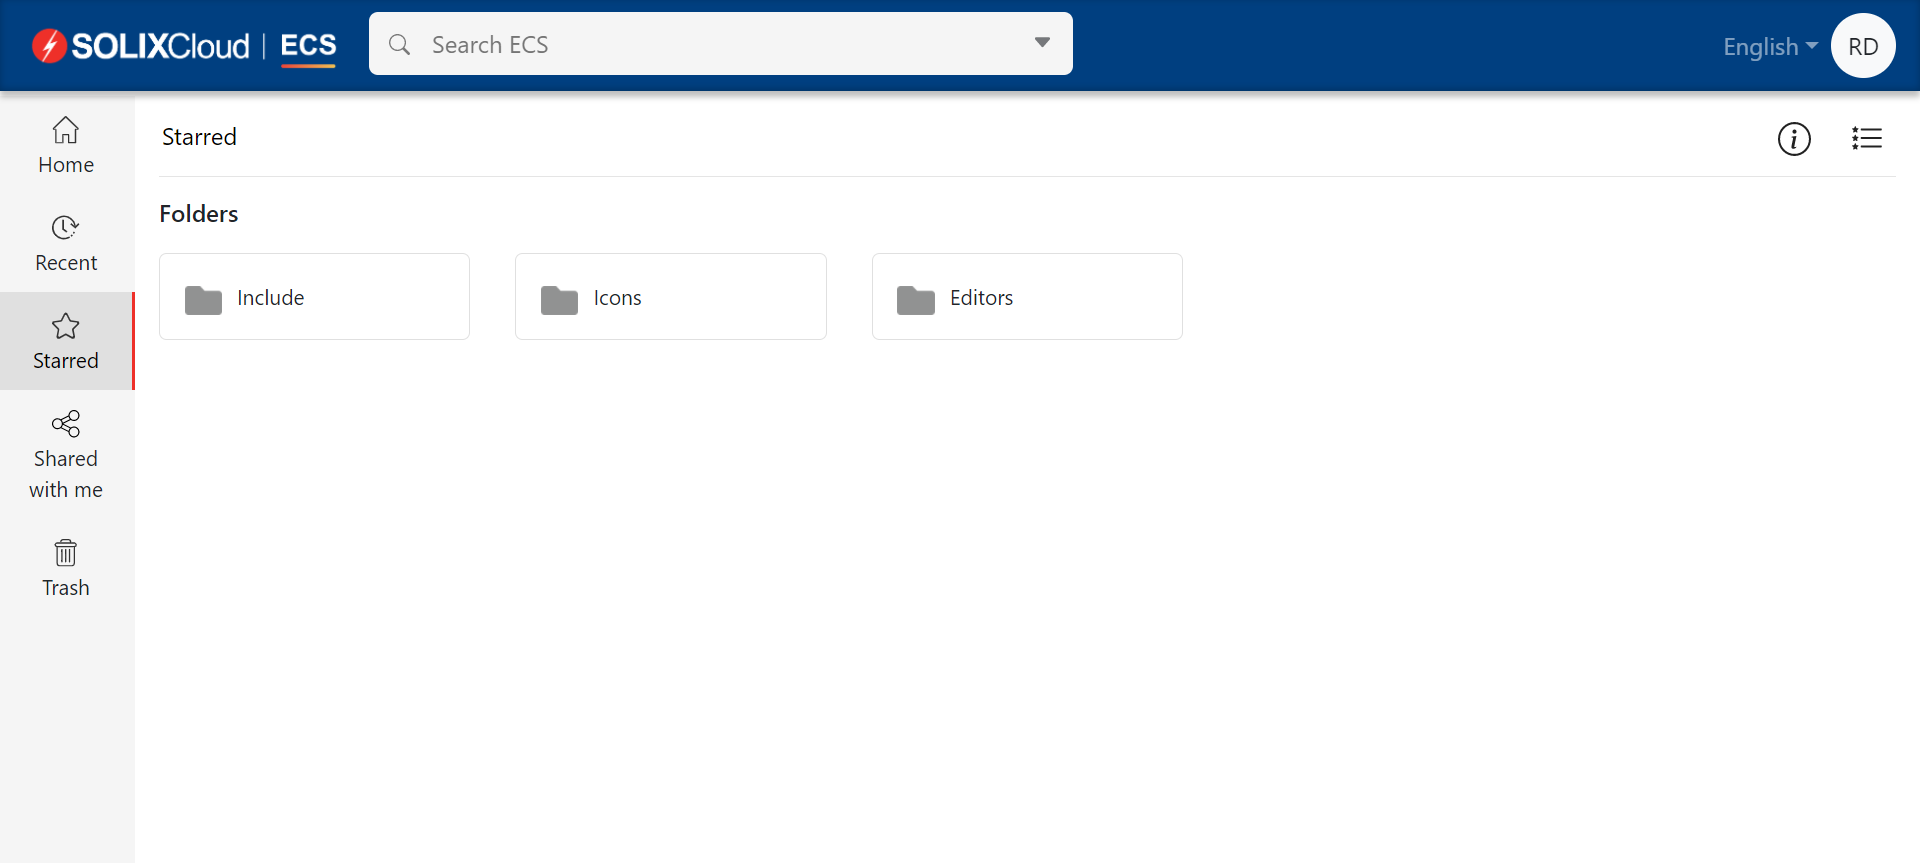 SOLIXCloud | ECS
Search ECS
English
RD
Home
Recent
Starred
Shared
with me
Trash
Starred
Folders
Include
Icons
Editors